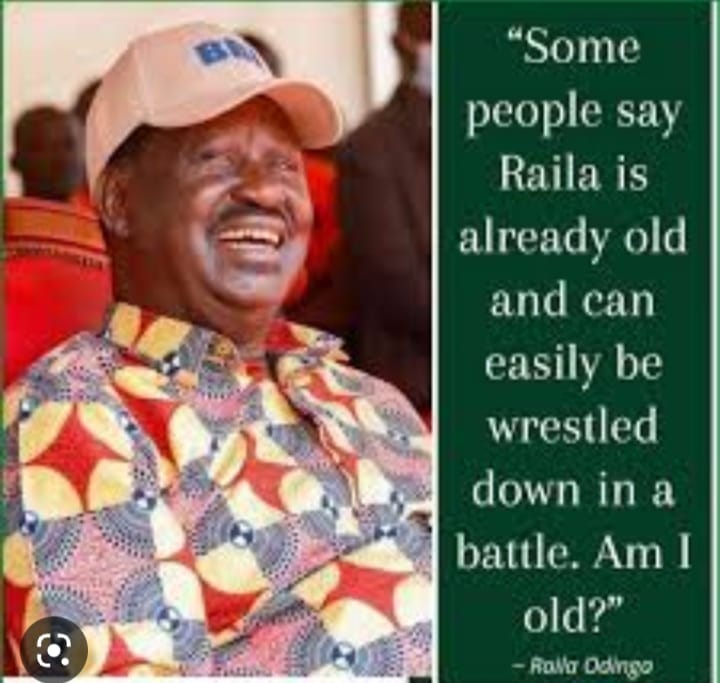 “Some
people say
Raila is
already old
and can
easily be
wrestled
down in a
battle. Am I
old?”
– Raila Odinga